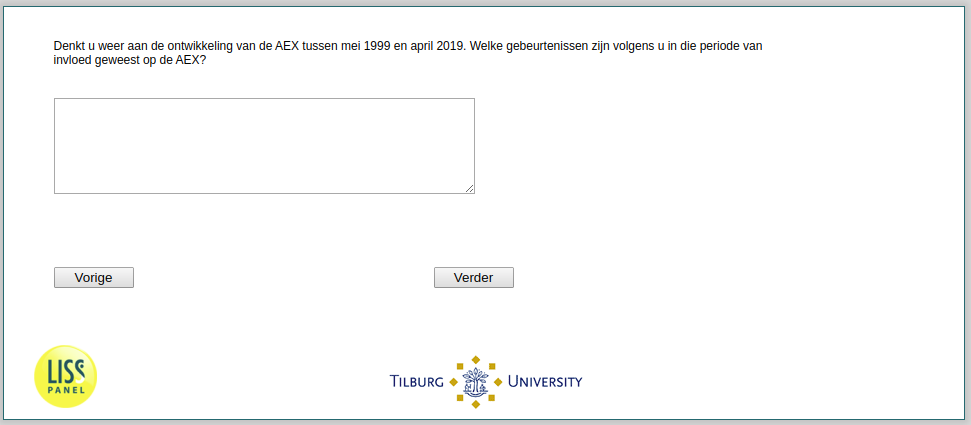 Denkt u weer aan de ontwikkeling van de AEX tussen mei 1999 en april 2019. Welke gebeurtenissen zijn volgens u in die periode van
invloed geweest op de AEX?
Vorige
Verder
LISS
PANEL
TILBURG UNIVERSITY